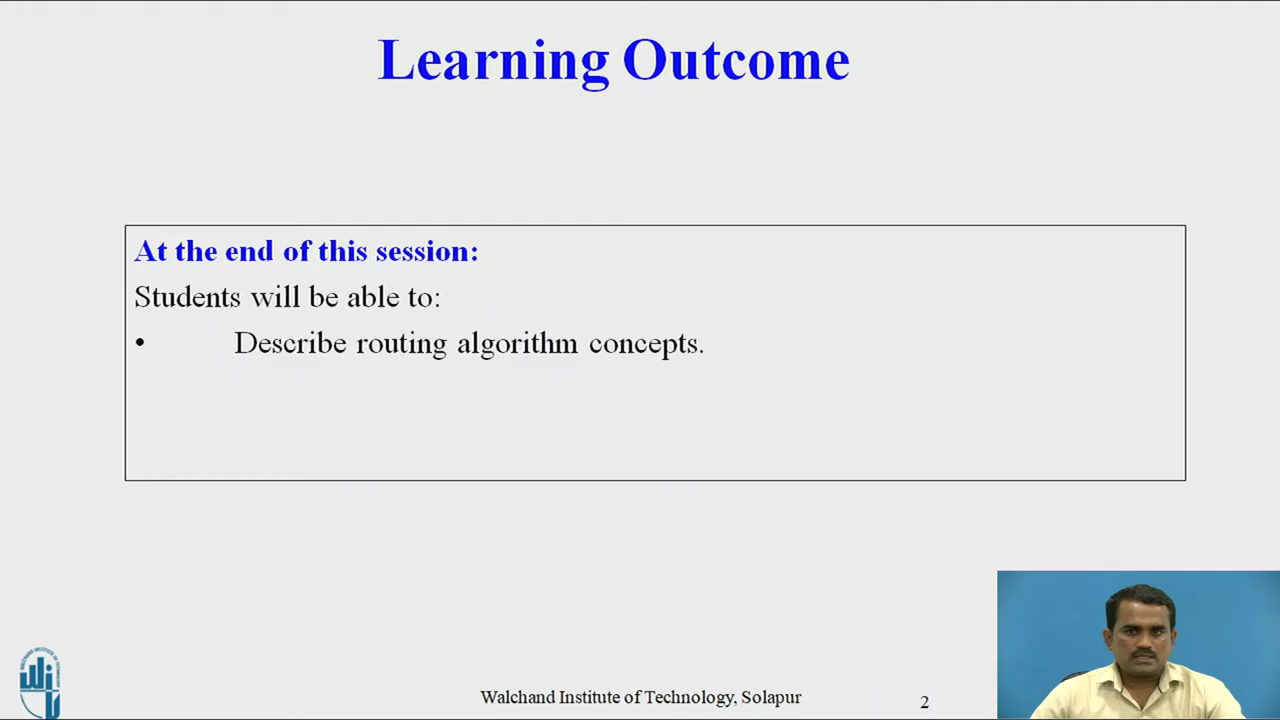 Learning Outcome
At the end of this session:
Students will be able to:
• Describe routing algorithm concepts.
Walchand Institute of Technology, Solapur
2